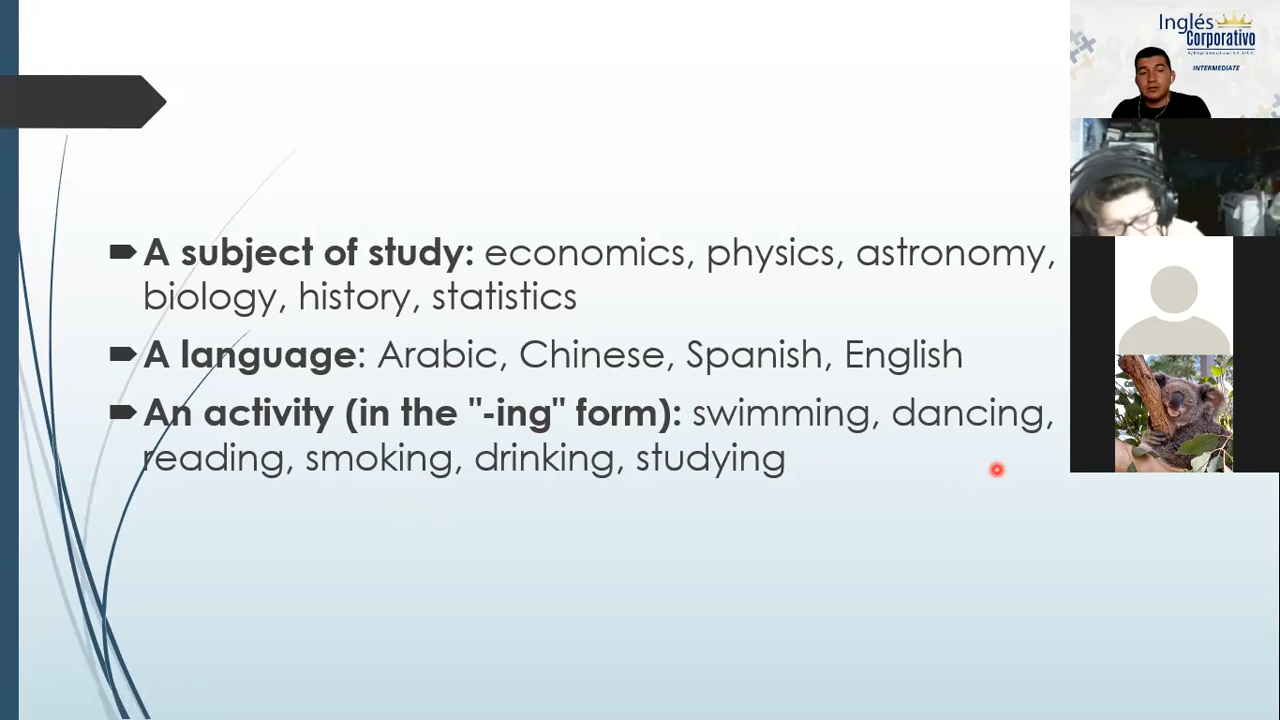 A subject of study: economics, physics, astronomy,
biology, history, statistics
A language: Arabic, Chinese, Spanish, English
An activity (in the "-ing" form): swimming, dancing,
reading, smoking, drinking, studying
Inglés
Corporativo
INTERMEDIATE